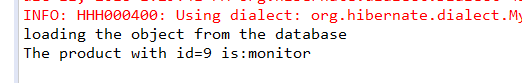 INFO: HHH000400: Using dialect: org.hibernate.dialect.My
loading the object from the database
The product with id=9 is:monitor